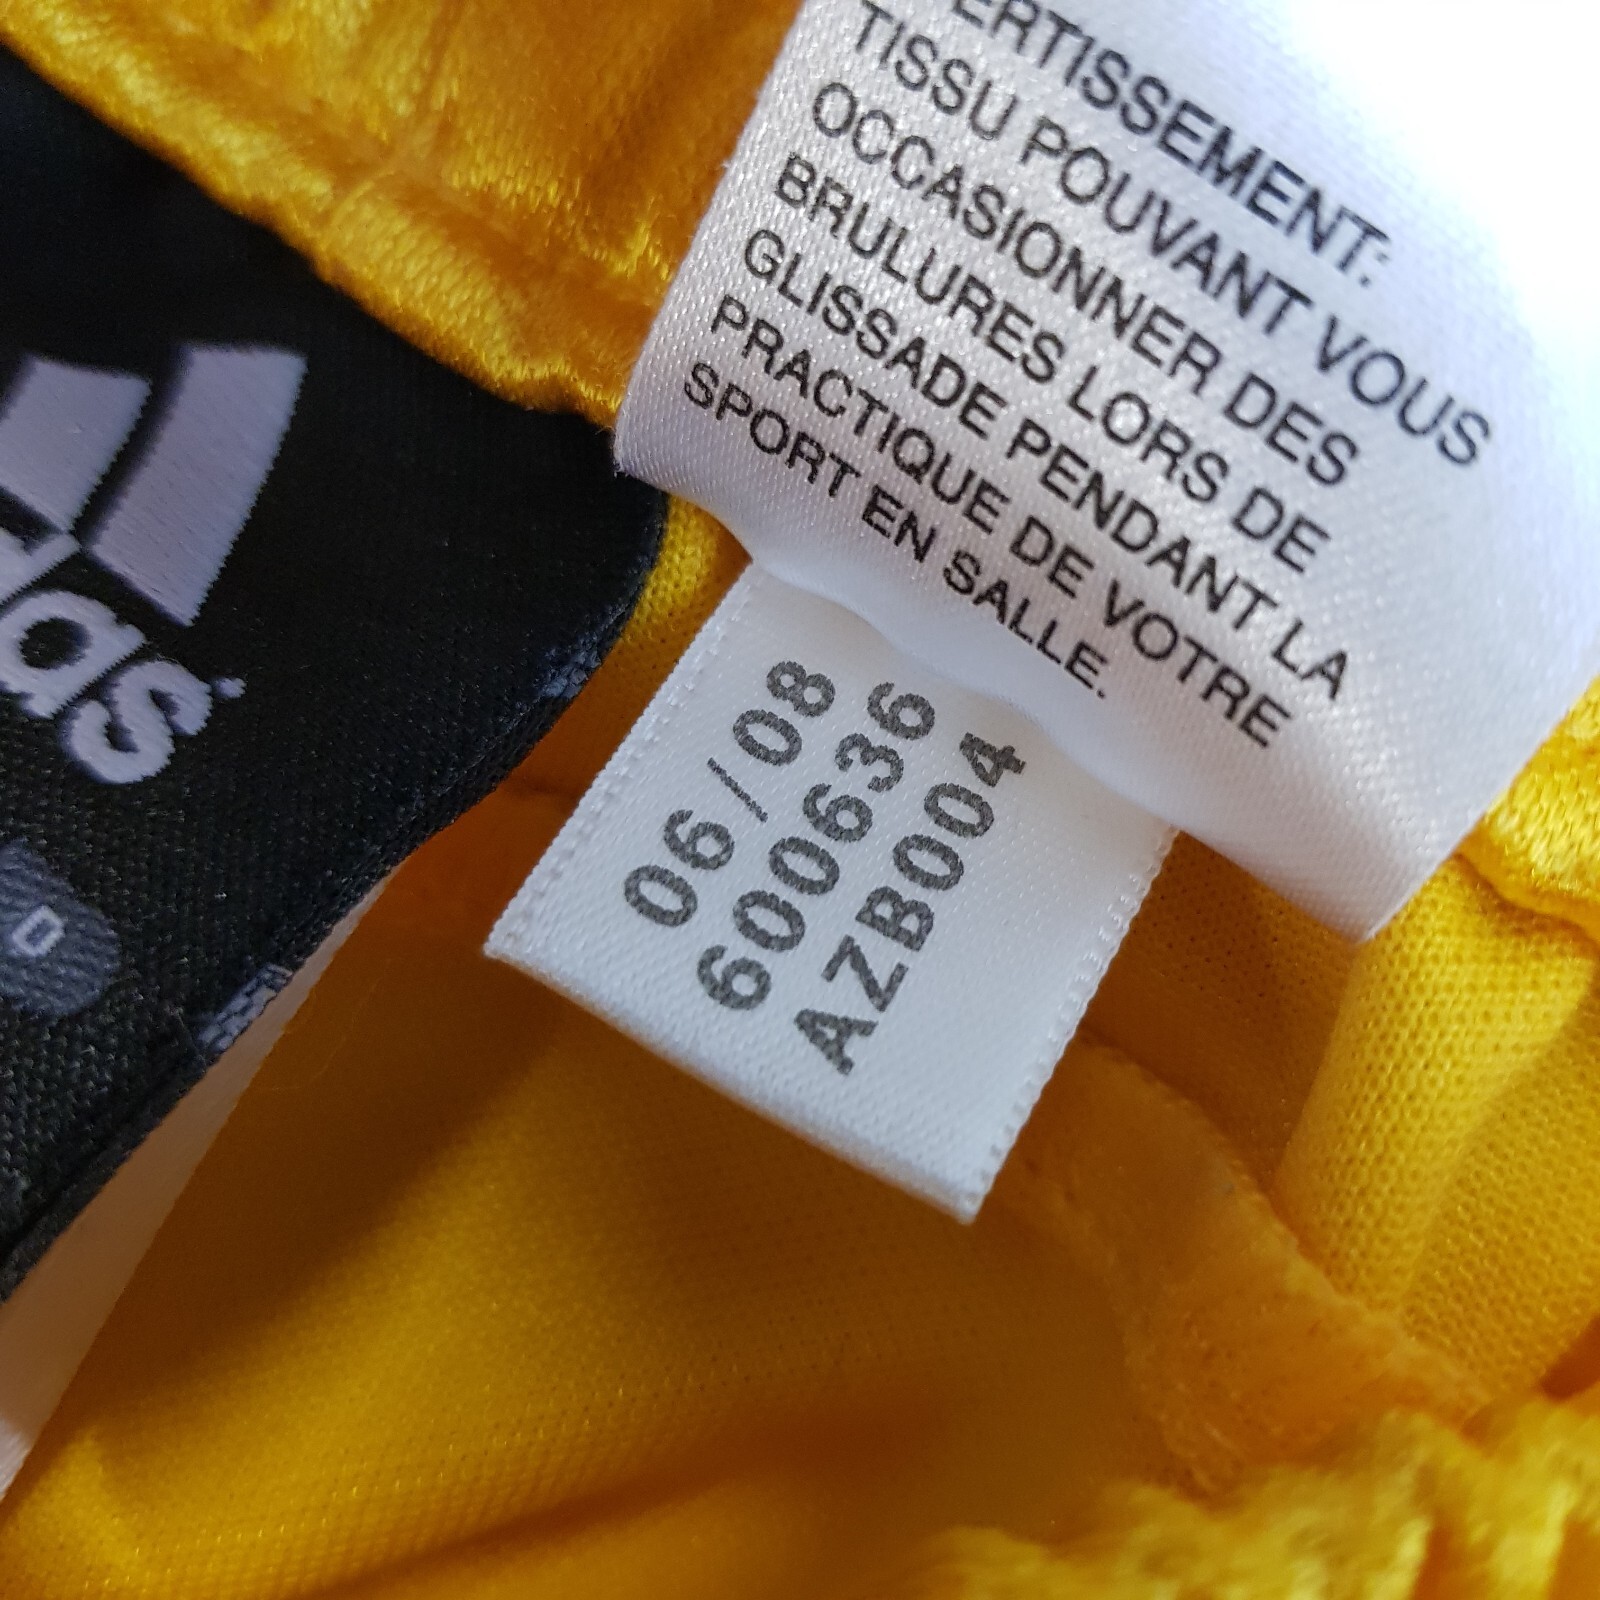 ERTISSEMENT:
TISSU POUVANT VOUS
OCCASIONNER DES
BRULURES LORS DE
GLISSADE PENDANT LA
PRACTIQUE DE VOTRE
SPORT EN SALLE.
06/08
600636
AZB004
das
D